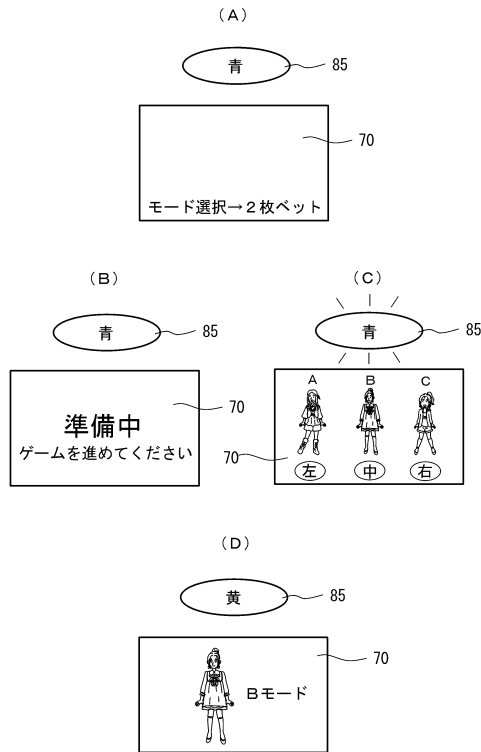 (A)
青
85
70
モード選択→2枚ベット
(B)
青
85
70
準備中
ゲームを進めてください
(C)
青
85
A B C
左 中 右
70
(D)
黄
85
70
Bモード